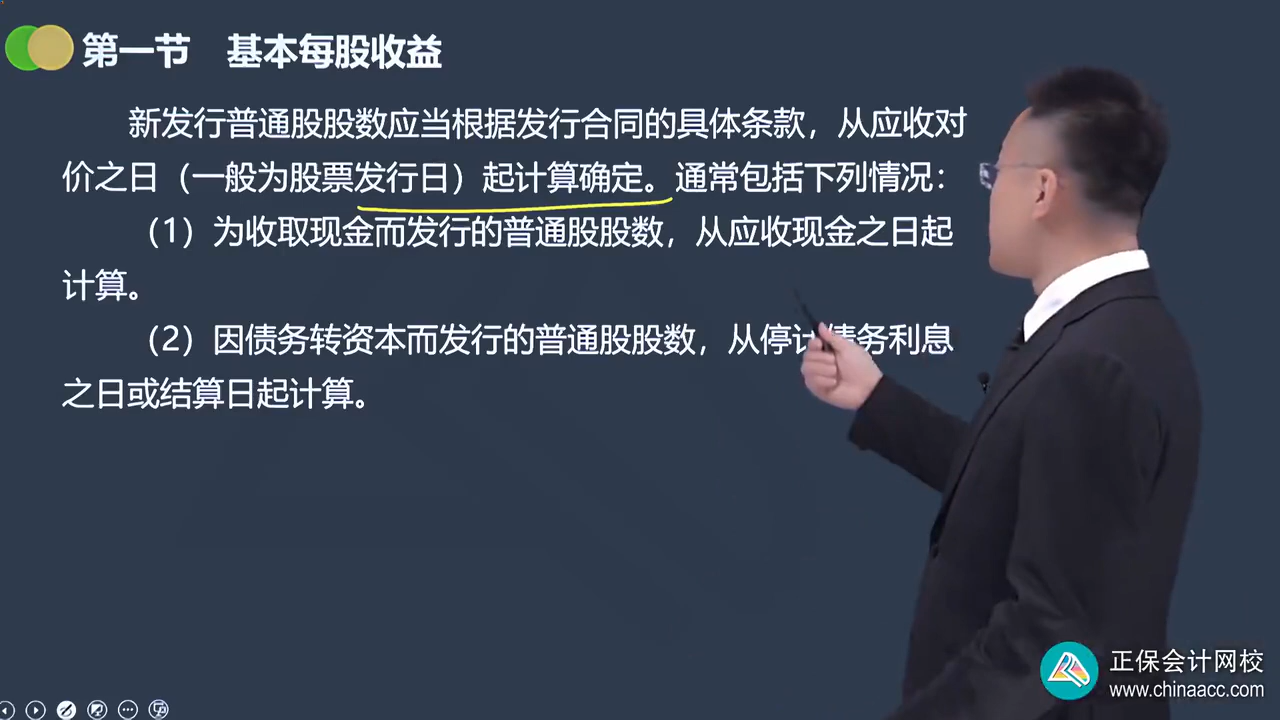 第一节 基本每股收益
新发行普通股股数应当根据发行合同的具体条款，从应收对
价之日（一般为股票发行日）起计算确定。通常包括下列情况：
（1）为收取现金而发行的普通股股数，从应收现金之日起
计算。
（2）因债务转资本而发行的普通股股数，从停计债务利息
之日或结算日起计算。
正保会计网校
www.chinaacc.com